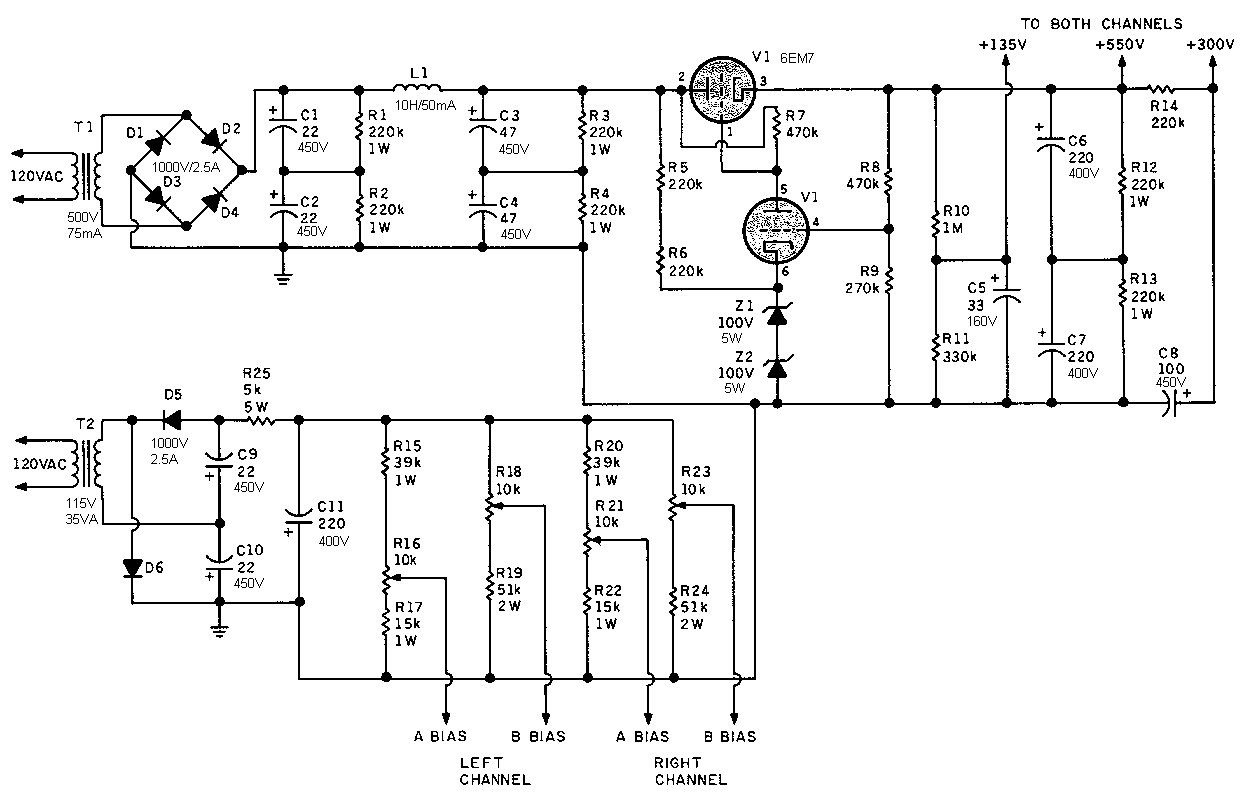 TO BOTH CHANNELS
+135V
+550V
+300V
V1 6EM7
2
3
1
L1
10H/50mA
T1
120VAC
500V
75mA
D1
D2
1000V/2.5A
D3
D4
C1
22
450V
R1
220k
1W
C2
22
450V
R2
220k
1W
C3
47
450V
R3
220k
1W
C4
47
450V
R4
220k
1W
R5
220k
R6
220k
R7
470k
5
V1
4
6
R8
470k
R9
270k
Z1
100V
5W
Z2
100V
5W
R10
1M
R11
330k
C5
33
160V
C6
220
400V
C7
220
400V
R14
220k
R12
220k
1W
R13
220k
1W
C8
100
450V
T2
120VAC
115V
35VA
D5
1000V
2.5A
D6
R25
5k
5W
C9
22
450V
C10
22
450V
C11
220
400V
R15
39k
1W
R16
10k
R17
15k
1W
R18
10k
R19
51k
2W
R20
39k
1W
R21
10k
R22
15k
1W
R23
10k
R24
51k
2W
A BIAS
B BIAS
A BIAS
B BIAS
LEFT
CHANNEL
RIGHT
CHANNEL